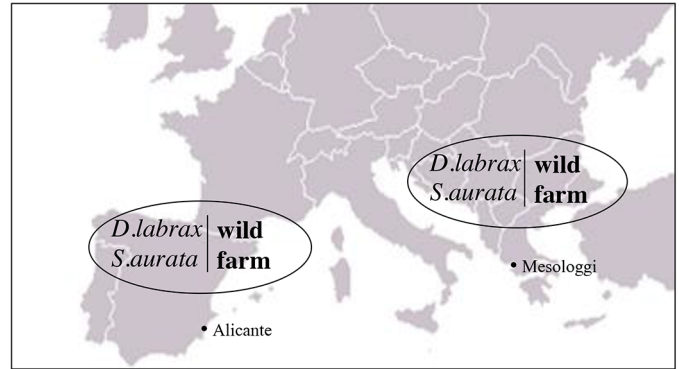 D.labrax wild
S.aurata farm
Mesologgi
D.labrax wild
S.aurata farm
Alicante